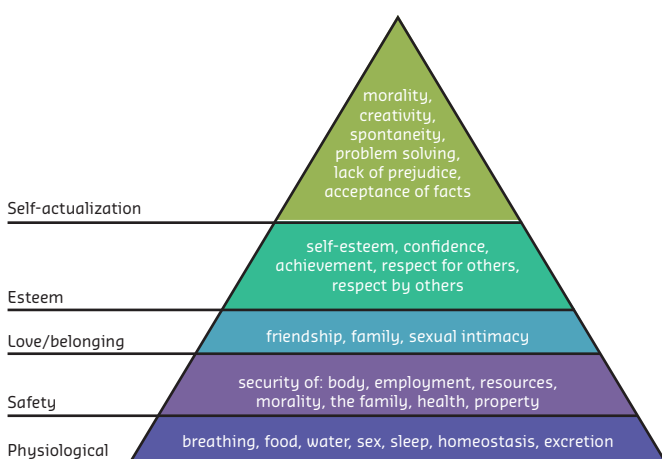 morality,
creativity,
spontaneity,
problem solving,
lack of prejudice,
acceptance of facts
Self-actualization
self-esteem, confidence,
achievement, respect for others,
respect by others
Esteem
friendship, family, sexual intimacy
Love/belonging
security of: body, employment, resources,
morality, the family, health, property
Safety
breathing, food, water, sex, sleep, homeostasis, excretion
Physiological